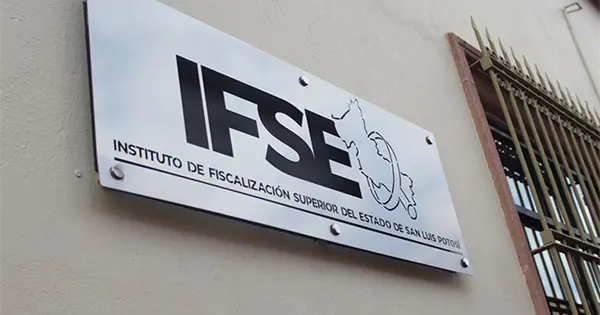 IFSE
INSTITUTO DE FISCALIZACIÓN SUPERIOR DEL ESTADO DE SAN LUIS POTOSÍ